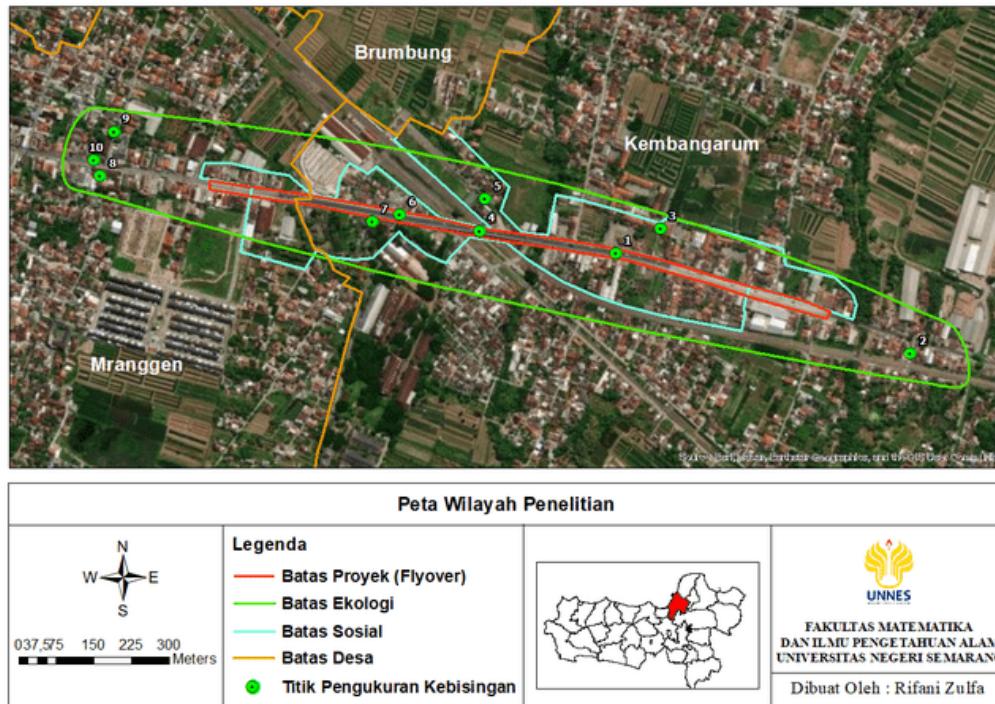 Brumbung
Kembangarum
9
10
8
5
6
7
4
3
1
2
Mranggen
Peta Wilayah Penelitian
N
W E
S
037,575 150 225 300
Meters
Legenda
Batas Proyek (Flyover)
Batas Ekologi
Batas Sosial
Batas Desa
Titik Pengukuran Kebisingan
UNNES
FAKULTAS MATEMATIKA
DAN ILMU PENGETAHUAN ALAM
UNIVERSITAS NEGERI SEMARANG
Dibuat Oleh : Rifani Zulfa